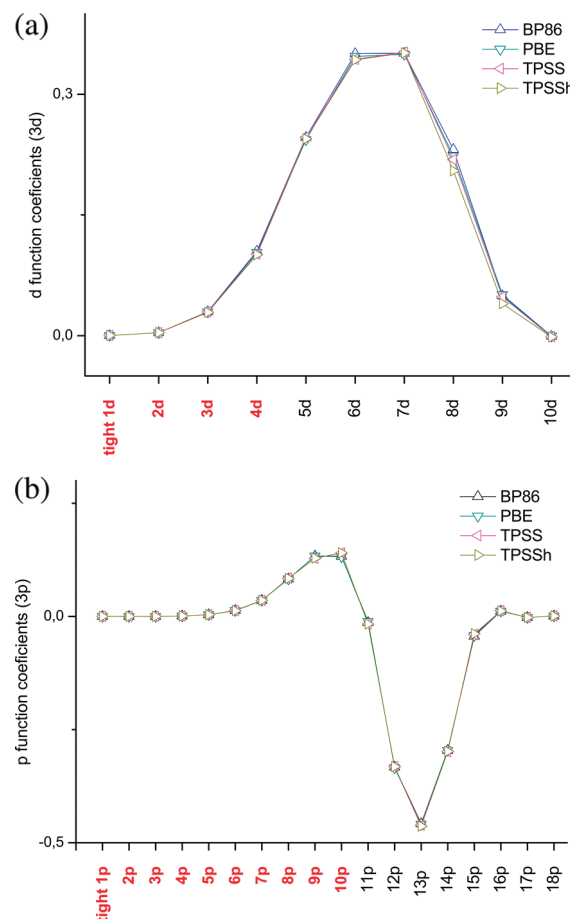 (a)
BP86
PBE
TPSS
TPSSh
0,3
0,0
d function coeficients (3d)
tight 1d
2d
3d
4d
5d
6d
7d
8d
9d
10d
(b)
BP86
PBE
TPSS
TPSSh
0,0
-0,5
p function coeficients (3p)
tight 1p
2p
3p
4p
5p
6p
7p
8p
9p
10p
11p
12p
13p
14p
15p
16p
17p
18p